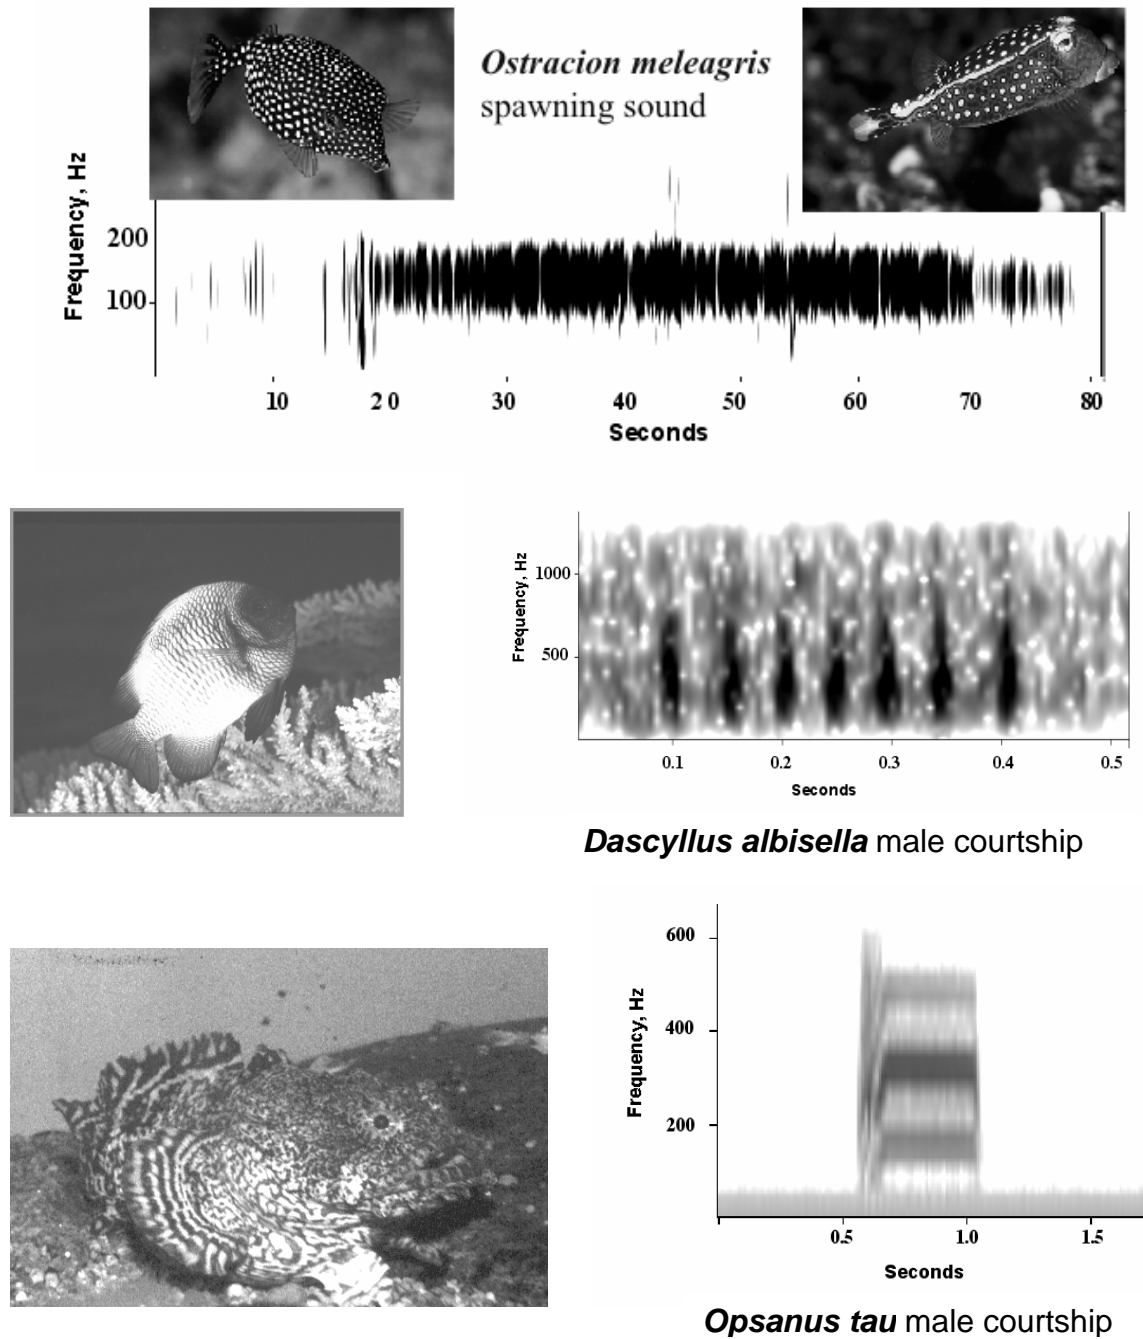 Ostracion meleagris
spawning sound
Frequency, Hz
200
100
10 20 30 40 50 60 70 80
Seconds
Frequency, Hz
1000
500
0.1 0.2 0.3 0.4 0.5
Seconds
Dascyllus albisella male courtship
Frequency, Hz
600
400
200
0.5 1.0 1.5
Seconds
Opsanus tau male courtship